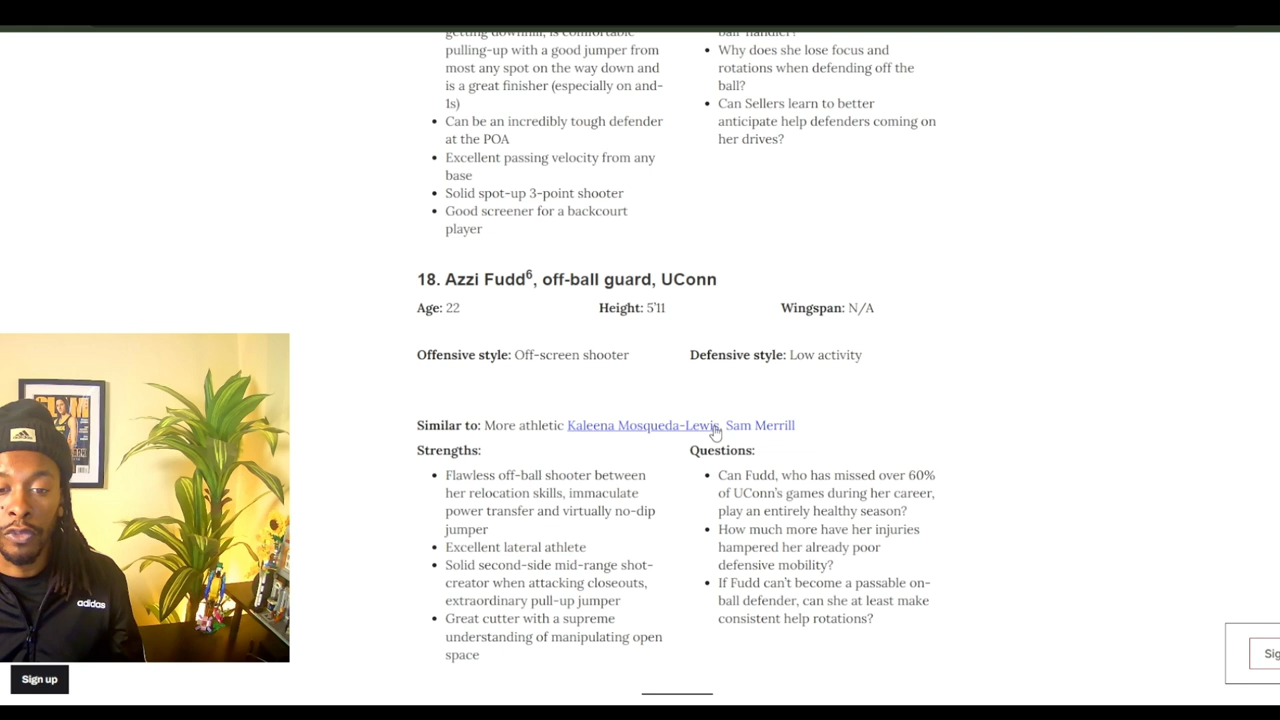 getting downhill, is comfortable
pulling-up with a good jumper from
most any spot on the way down and
is a great finisher (especially on and-
1s)
• Can be an incredibly tough defender
at the POA
• Excellent passing velocity from any
base
• Solid spot-up 3-point shooter
• Good screener for a backcourt
player
ball-handler?
• Why does she lose focus and
rotations when defending off the
ball?
• Can Sellers learn to better
anticipate help defenders coming on
her drives?
18. Azzi Fudd6, off-ball guard, UConn
Age: 22 Height: 5'11 Wingspan: N/A
Offensive style: Off-screen shooter Defensive style: Low activity
Similar to: More athletic Kaleena Mosqueda-Lewis, Sam Merrill
Strengths:
• Flawless off-ball shooter between
her relocation skills, immaculate
power transfer and virtually no-dip
jumper
• Excellent lateral athlete
• Solid second-side mid-range shot-
creator when attacking closeouts,
extraordinary pull-up jumper
• Great cutter with a supreme
understanding of manipulating open
space
Questions:
• Can Fudd, who has missed over 60%
of UConn's games during her career,
play an entirely healthy season?
• How much more have her injuries
hampered her already poor
defensive mobility?
• If Fudd can't become a passable on-
ball defender, can she at least make
consistent help rotations?
SLAM
adidas
adidas
Sign up
Sig